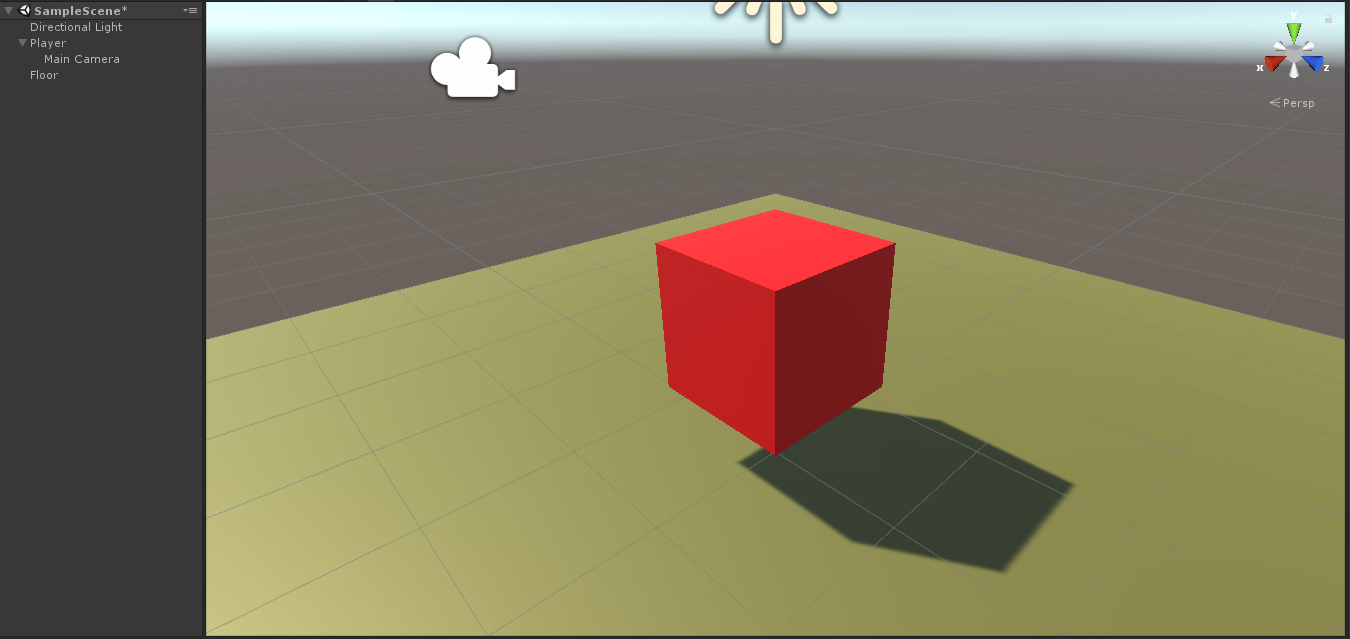 SampleScene*
Directional Light
Player
Main Camera
Floor
y
x
z
Persp